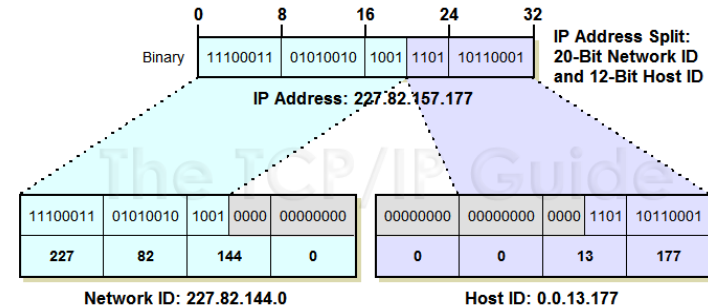 0 8 16 24 32
IP Address Split:
20-Bit Network ID
and 12-Bit Host ID
Binary 11100011 01010010 1001 1101 10110001
IP Address: 227.82.157.177
The TCP/IP Guide
11100011 01010010 1001 0000 00000000
227 82 144 0
Network ID: 227.82.144.0
00000000 00000000 0000 1101 10110001
0 0 13 177
Host ID: 0.0.13.177